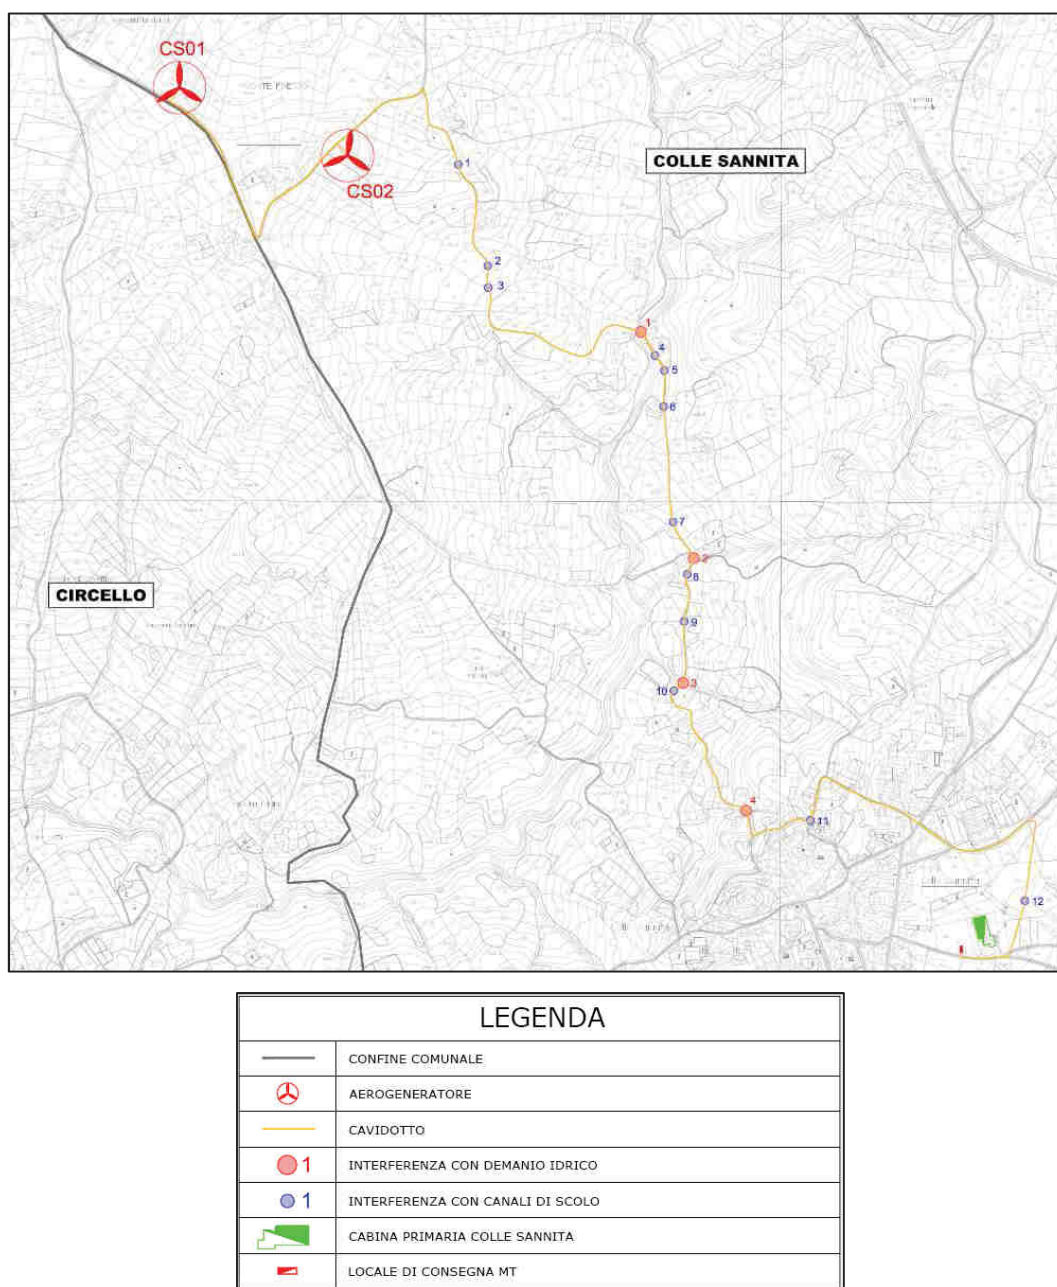 CS01
CS02
COLLE SANNITA
1
2
3
1
4
5
6
7
2
8
CIRCELLO
9
3
10
4
11
12
LEGENDA
CONFINE COMUNALE
AEROGENERATORE
CAVIDOTTO
1 INTERFERENZA CON DEMANIO IDRICO
1 INTERFERENZA CON CANALI DI SCOLO
CABINA PRIMARIA COLLE SANNITA
LOCALE DI CONSEGNA MT